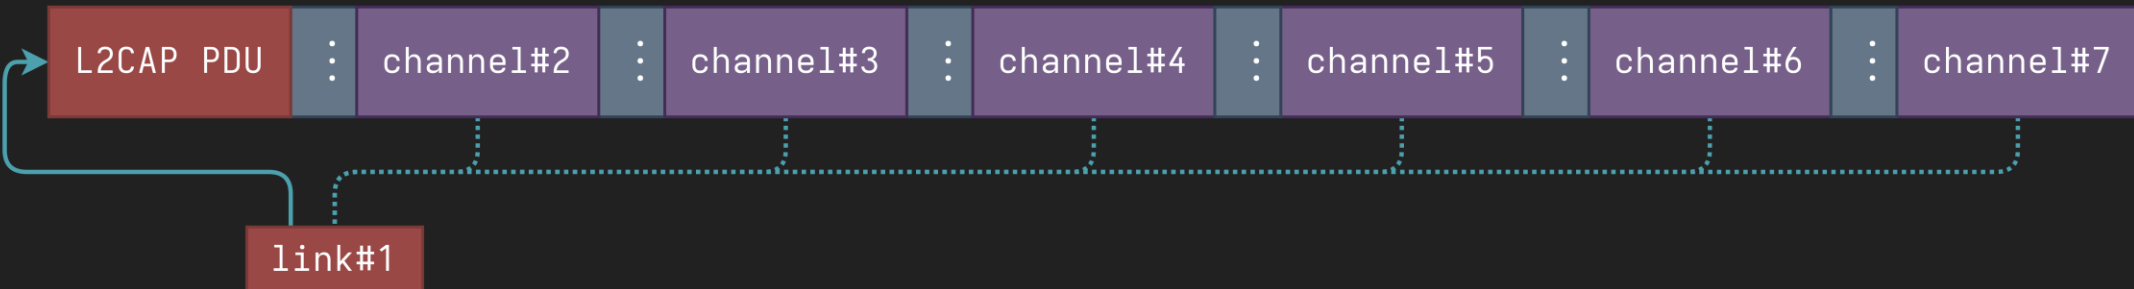 L2CAP PDU ⋮ channel#2 ⋮ channel#3 ⋮ channel#4 ⋮ channel#5 ⋮ channel#6 ⋮ channel#7
link#1